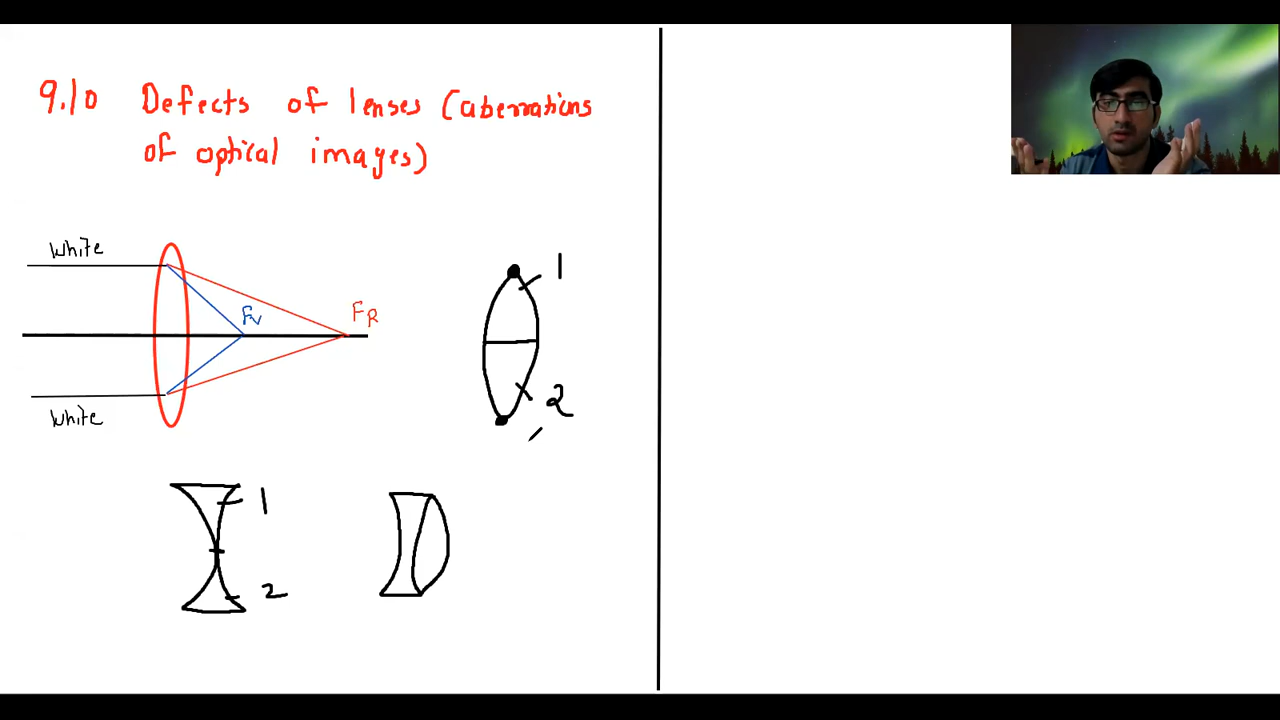 9.10 Defects of lenses (aberrations
of optical images)
White
Fv
FR
White
1
2
1
2